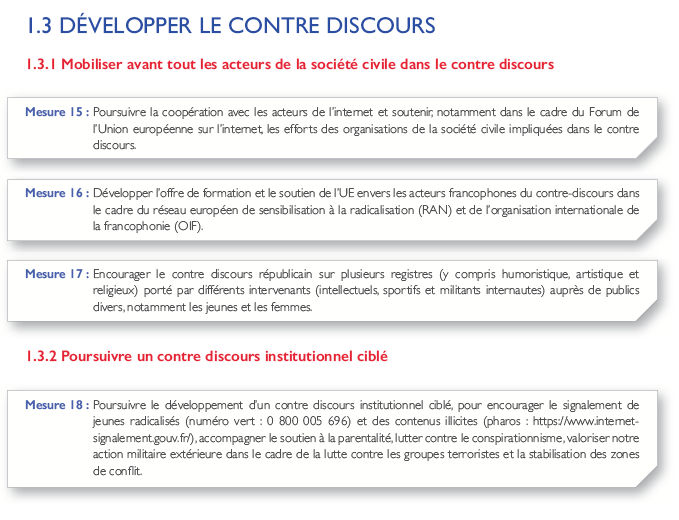 1.3 DÉVELOPPER LE CONTRE DISCOURS
1.3.1 Mobiliser avant tout les acteurs de la société civile dans le contre discours
Mesure 15 : Poursuivre la coopération avec les acteurs de l'internet et soutenir, notamment dans le cadre du Forum de
l'Union européenne sur l'internet, les efforts des organisations de la société civile impliquées dans le contre
discours.
Mesure 16 : Développer l'offre de formation et le soutien de l'UE envers les acteurs francophones du contre-discours dans
le cadre du réseau européen de sensibilisation à la radicalisation (RAN) et de l'organisation internationale de
la francophonie (OIF).
Mesure 17 : Encourager le contre discours républicain sur plusieurs registres (y compris humoristique, artistique et
religieux) porté par différents intervenants (intellectuels, sportifs et militants internautes) auprès de publics
divers, notamment les jeunes et les femmes.
1.3.2 Poursuivre un contre discours institutionnel ciblé
Mesure 18 : Poursuivre le développement d'un contre discours institutionnel ciblé, pour encourager le signalement de
jeunes radicalisés (numéro vert : 0 800 005 696) et des contenus illicites (pharos : https://www.internet-
signalement.gouv.fr/), accompagner le soutien à la parentalité, lutter contre le conspirationnisme, valoriser notre
action militaire extérieure dans le cadre de la lutte contre les groupes terroristes et la stabilisation des zones
de conflit.